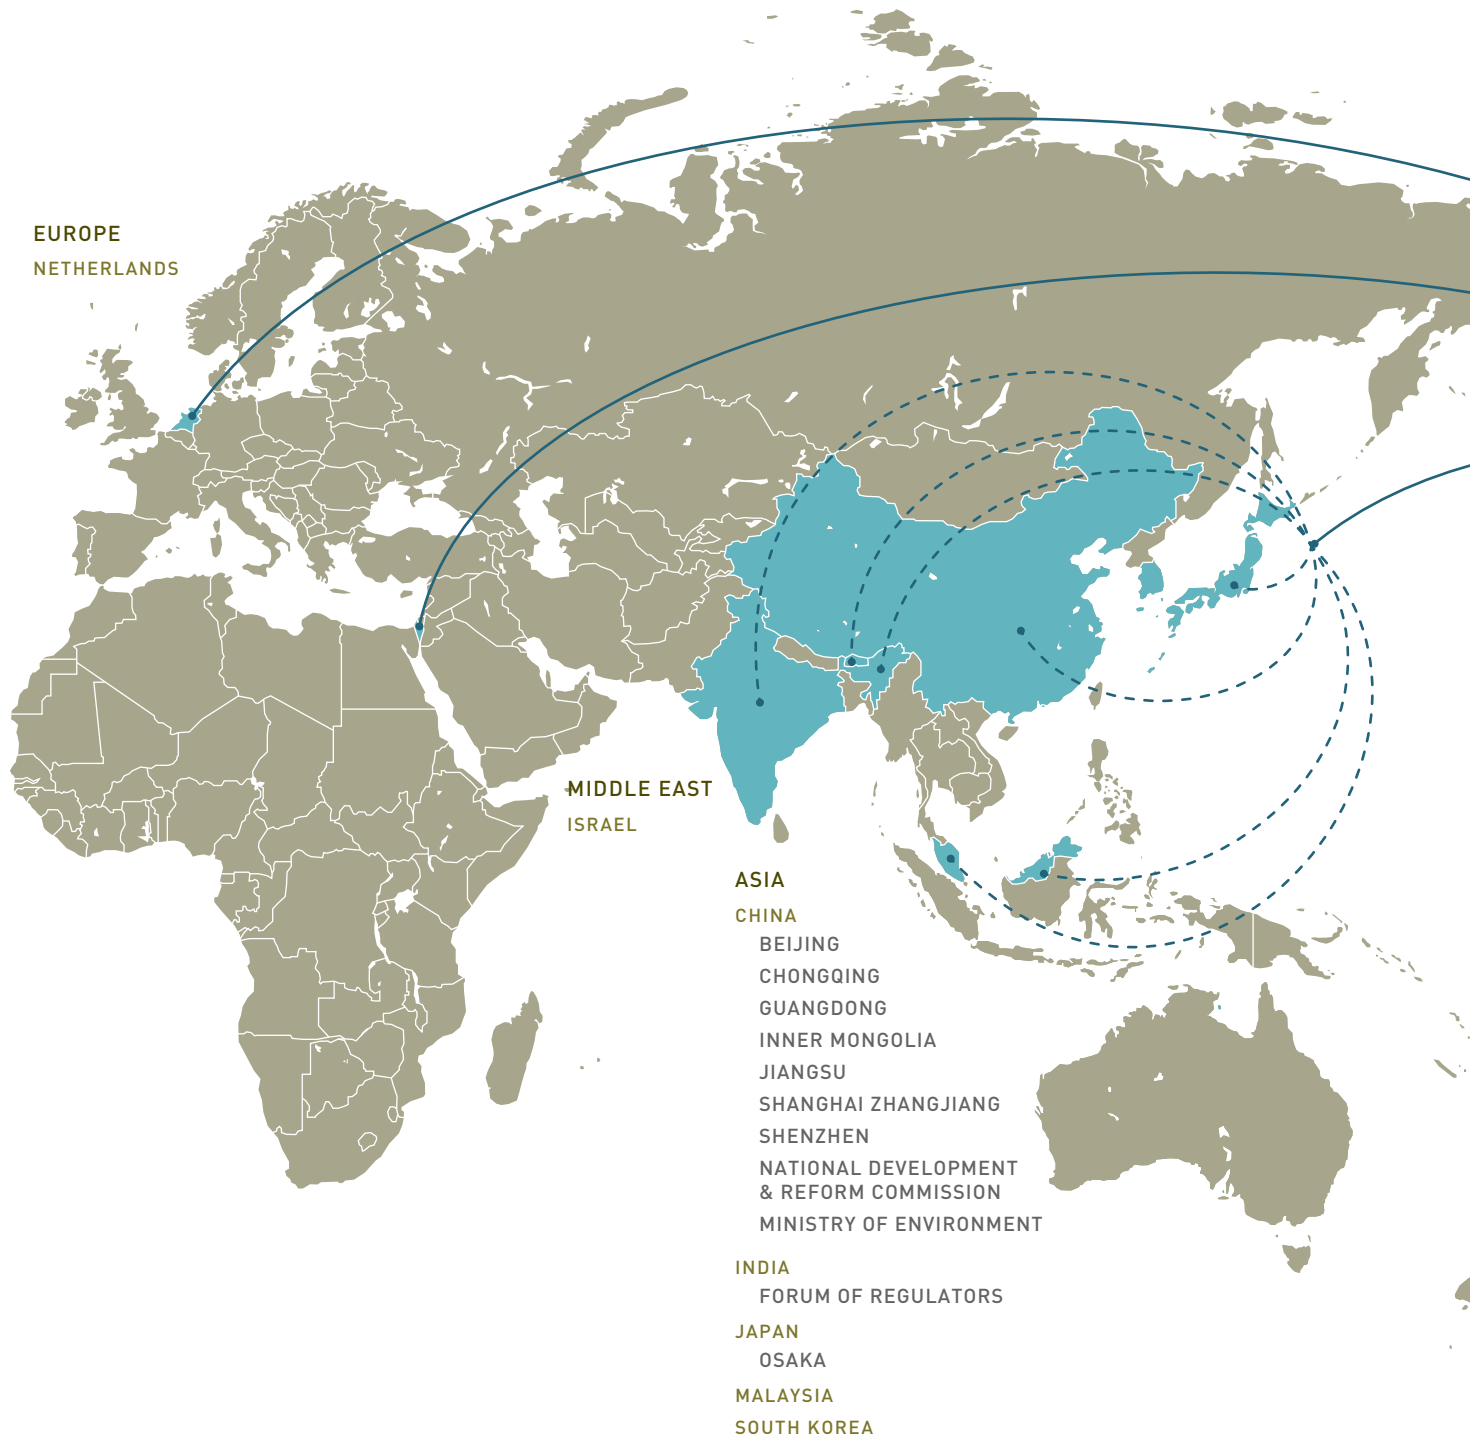 EUROPE
NETHERLANDS
MIDDLE EAST
ISRAEL
ASIA
CHINA
BEIJING
CHONGQING
GUANGDONG
INNER MONGOLIA
JIANGSU
SHANGHAI ZHANGJIANG
SHENZHEN
NATIONAL DEVELOPMENT
& REFORM COMMISSION
MINISTRY OF ENVIRONMENT
INDIA
FORUM OF REGULATORS
JAPAN
OSAKA
MALAYSIA
SOUTH KOREA